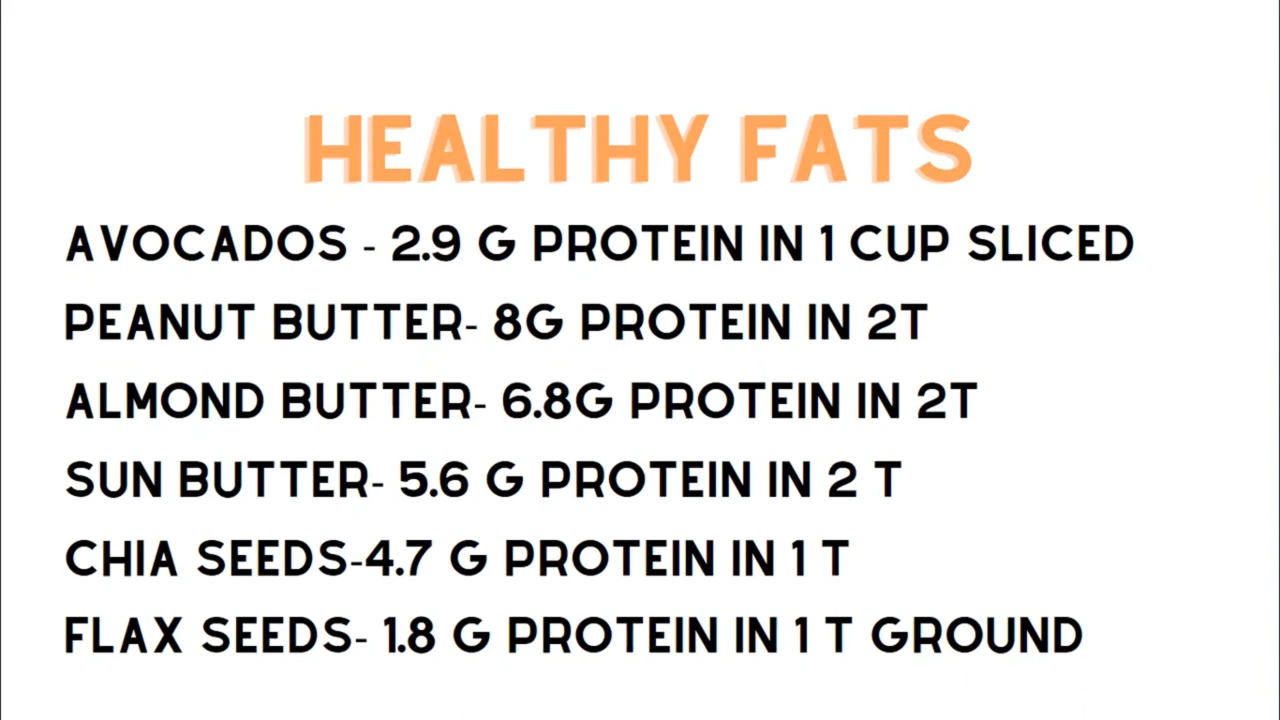 HEALTHY FATS
AVOCADOS - 2.9 G PROTEIN IN 1 CUP SLICED
PEANUT BUTTER- 8G PROTEIN IN 2T
ALMOND BUTTER- 6.8G PROTEIN IN 2T
SUN BUTTER- 5.6 G PROTEIN IN 2 T
CHIA SEEDS-4.7 G PROTEIN IN 1 T
FLAX SEEDS- 1.8 G PROTEIN IN 1 T GROUND